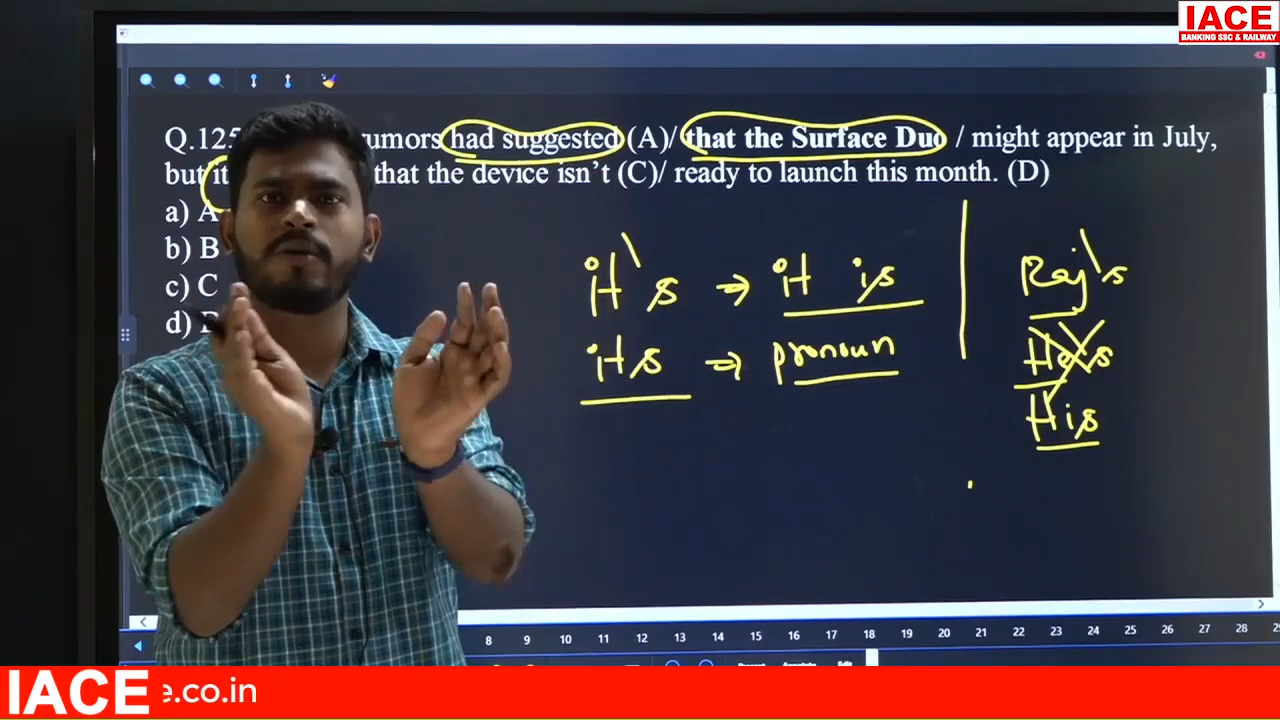 IACE
BANKING SSC & RAILWAY
Q.125 rumors had suggested (A)/ that the Surface Duo / might appear in July,
but it that the device isn't (C)/ ready to launch this month. (D)
a) A
b) B
c) C
d)
it's → it is
its → pronoun
Raj's
He's
His
8 9 10 11 12 13 14 15 16 17 18 19 20 21 22 23 24 25 26 27 28
IACE e.co.in